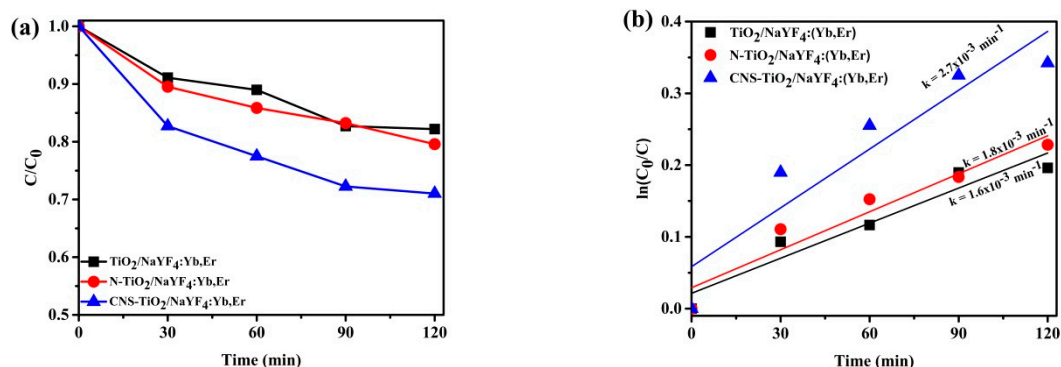 (a)
1.0
0.9
0.8
0.7
0.6
0.5
C/C₀
TiO₂/NaYF₄:Yb,Er
N-TiO₂/NaYF₄:Yb,Er
CNS-TiO₂/NaYF₄:Yb,Er
0 30 60 90 120
Time (min)
(b)
0.4
0.3
0.2
0.1
0.0
ln(C₀/C)
TiO₂/NaYF₄:(Yb,Er)
N-TiO₂/NaYF₄:(Yb,Er)
CNS-TiO₂/NaYF₄:(Yb,Er)
k = 2.7x10⁻³ min⁻¹
k = 1.8x10⁻³ min⁻¹
k = 1.6x10⁻³ min⁻¹
0 30 60 90 120
Time (min)